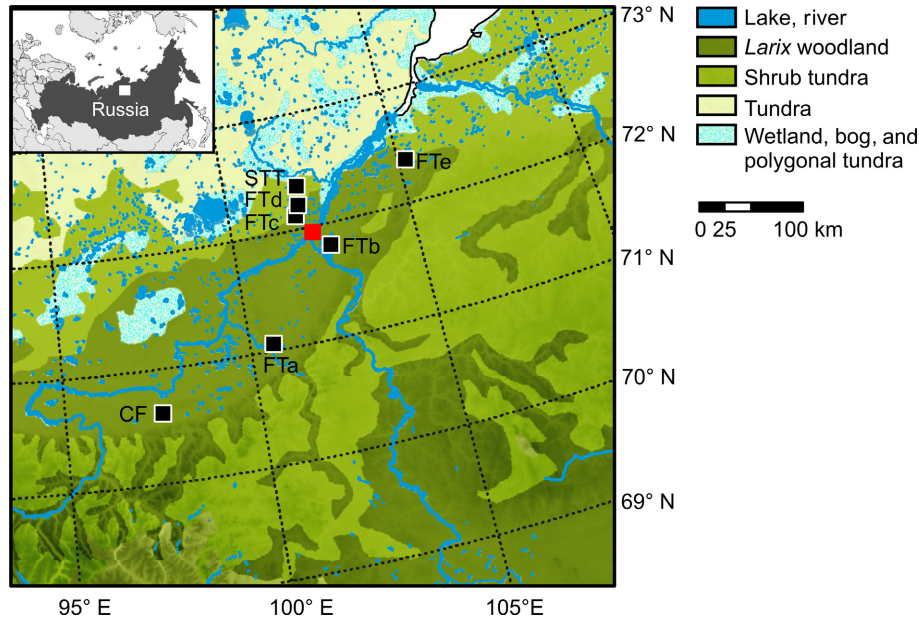 Russia
73° N
72° N
71° N
70° N
69° N
95° E
100° E
105°E
STT
FTd
FTc
FTe
FTb
FTa
CF
Lake, river
Larix woodland
Shrub tundra
Tundra
Wetland, bog, and
polygonal tundra
0 25 100 km